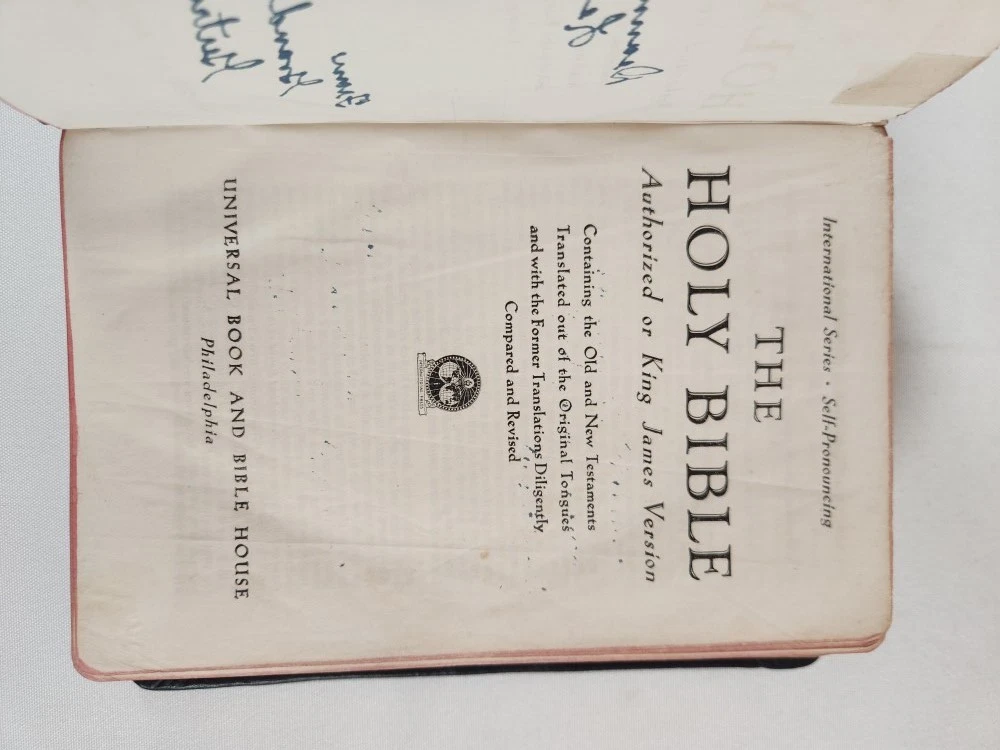 International Series • Self-Pronouncing
THE
HOLY BIBLE
Authorized or King James Version
Containing the Old and New Testaments
Translated out of the Original Tongues
and with the Former Translations Diligently
Compared and Revised
UNIVERSAL BOOK AND BIBLE HOUSE
Philadelphia